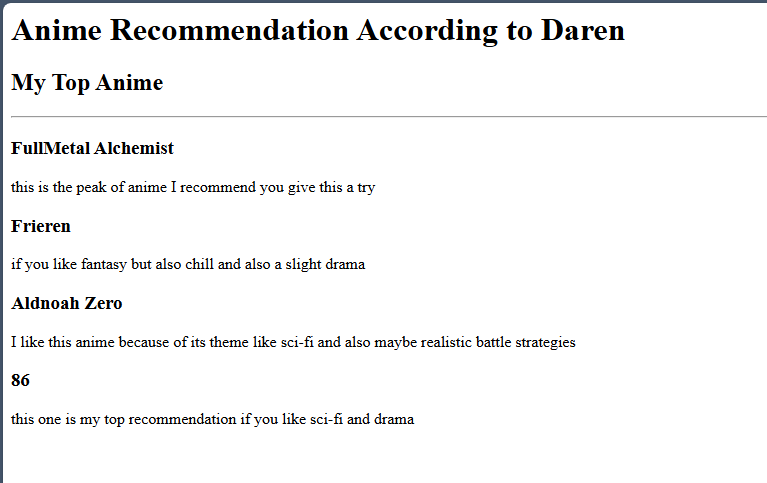 Anime Recommendation According to Daren
My Top Anime
FullMetal Alchemist
this is the peak of anime I recommend you give this a try
Frieren
if you like fantasy but also chill and also a slight drama
Aldnoah Zero
I like this anime because of its theme like sci-fi and also maybe realistic battle strategies
86
this one is my top recommendation if you like sci-fi and drama